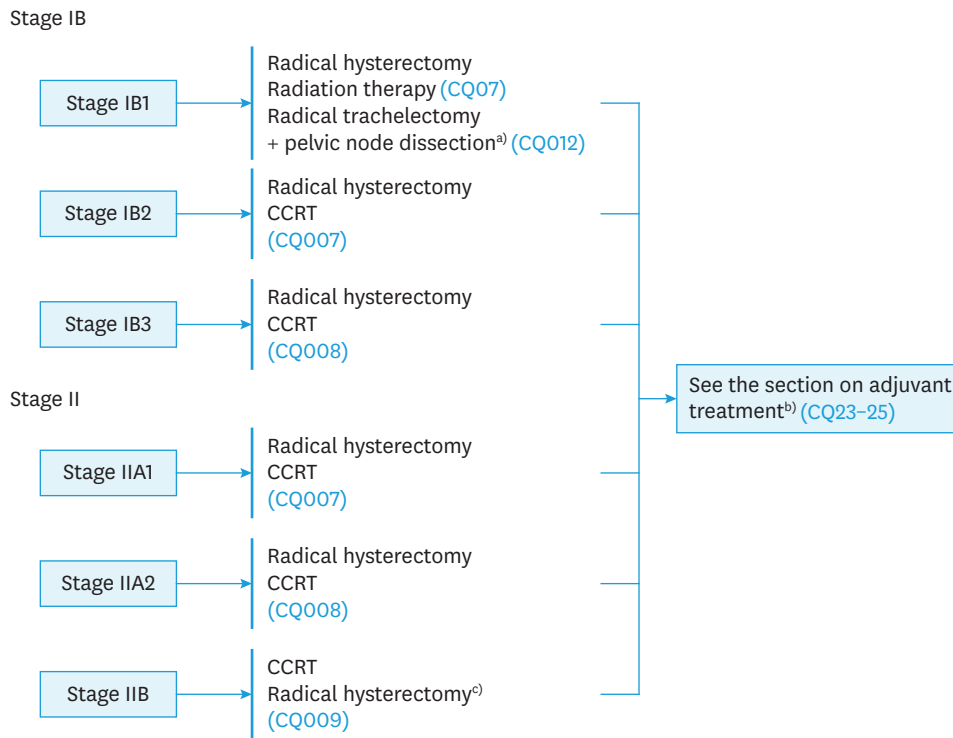 Stage IB
Stage IB1
Radical hysterectomy
Radiation therapy (CQ07)
Radical trachelectomy
+ pelvic node dissectionᵃ⁾ (CQ012)
Stage IB2
Radical hysterectomy
CCRT
(CQ007)
Stage IB3
Radical hysterectomy
CCRT
(CQ008)
See the section on adjuvant
treatmentᵇ⁾ (CQ23–25)
Stage II
Stage IIA1
Radical hysterectomy
CCRT
(CQ007)
Stage IIA2
Radical hysterectomy
CCRT
(CQ008)
Stage IIB
CCRT
Radical hysterectomyᶜ⁾
(CQ009)